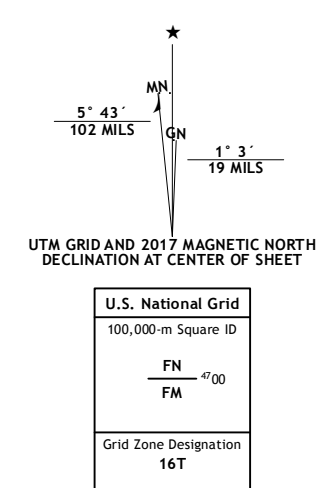 ★
MN
5° 43´
102 MILS
GN
1° 3´
19 MILS
UTM GRID AND 2017 MAGNETIC NORTH
DECLINATION AT CENTER OF SHEET
U.S. National Grid
100,000-m Square ID
FN
4700
FM
Grid Zone Designation
16T